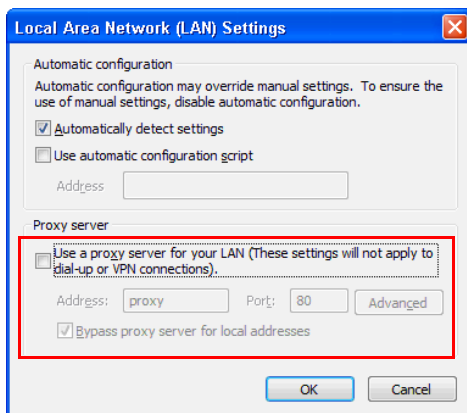 Local Area Network (LAN) Settings
Automatic configuration
Automatic configuration may override manual settings. To ensure the
use of manual settings, disable automatic configuration.
Automatically detect settings
Use automatic configuration script
Address
Proxy server
Use a proxy server for your LAN (These settings will not apply to
dial-up or VPN connections).
Address: proxy Port: 80 Advanced
Bypass proxy server for local addresses
OK Cancel